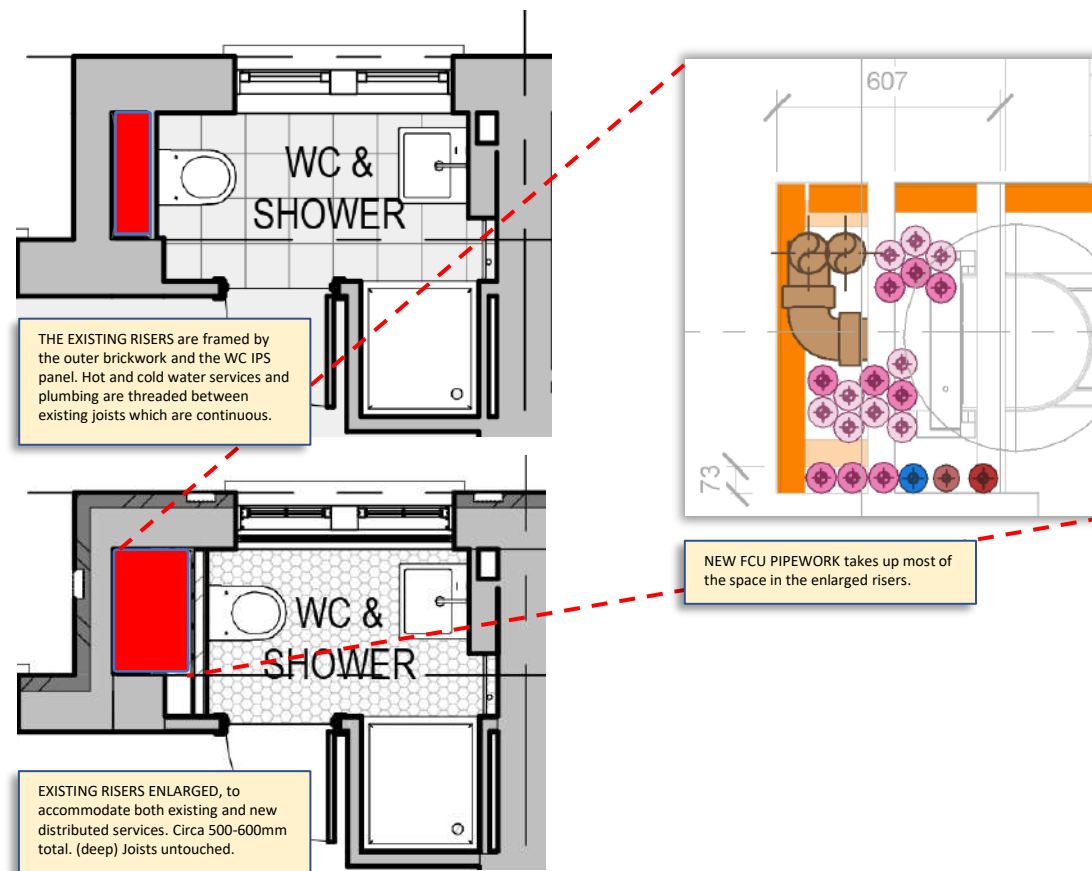 WC &
SHOWER
THE EXISTING RISERS are framed by
the outer brickwork and the WC IPS
panel. Hot and cold water services and
plumbing are threaded between
existing joists which are continuous.
WC &
SHOWER
EXISTING RISERS ENLARGED, to
accommodate both existing and new
distributed services. Circa 500-600mm
total. (deep) Joists untouched.
607
73
NEW FCU PIPEWORK takes up most of
the space in the enlarged risers.